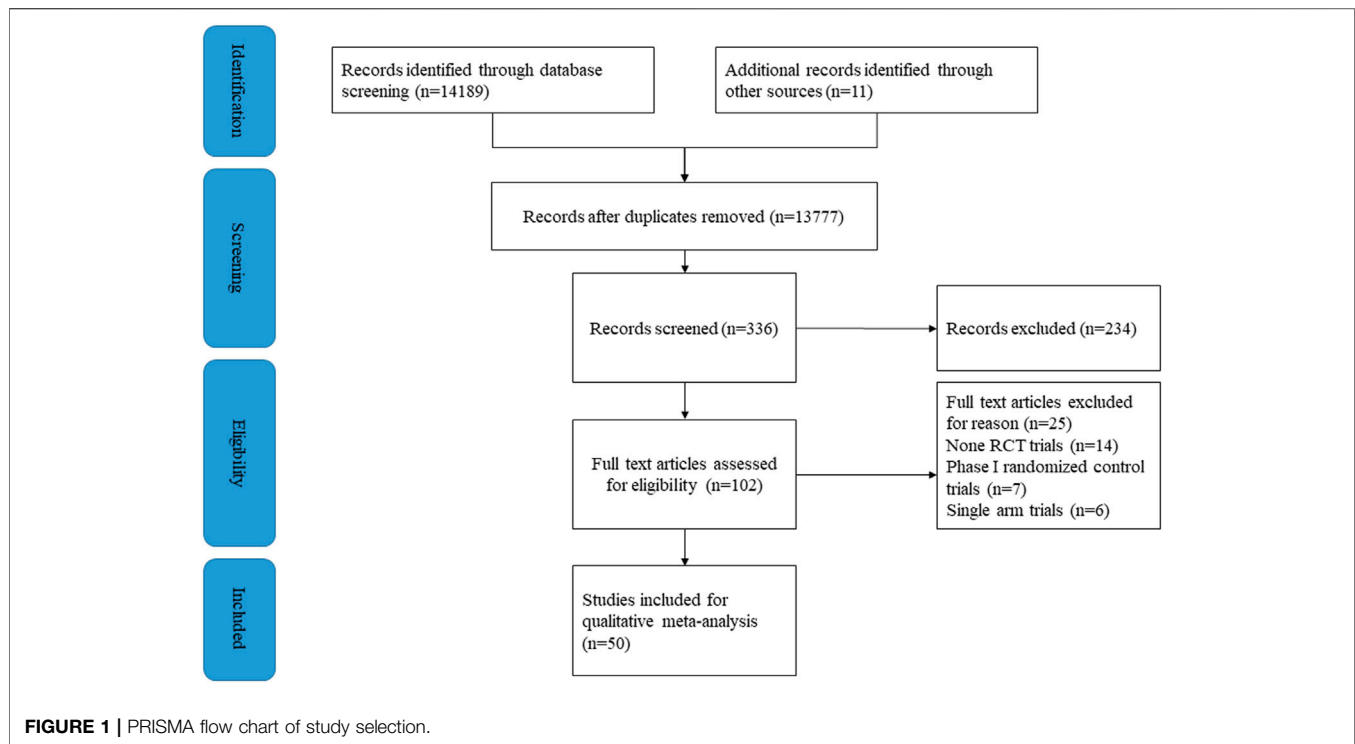 Identification
Records identified through database
screening (n=14189)
Additional records identified through
other sources (n=11)
Screening
Records after duplicates removed (n=13777)
Records screened (n=336)
Records excluded (n=234)
Eligibility
Full text articles assessed
for eligibility (n=102)
Full text articles excluded
for reason (n=25)
None RCT trials (n=14)
Phase I randomized control
trials (n=7)
Single arm trials (n=6)
Included
Studies included for
qualitative meta-analysis
(n=50)
FIGURE 1 | PRISMA flow chart of study selection.